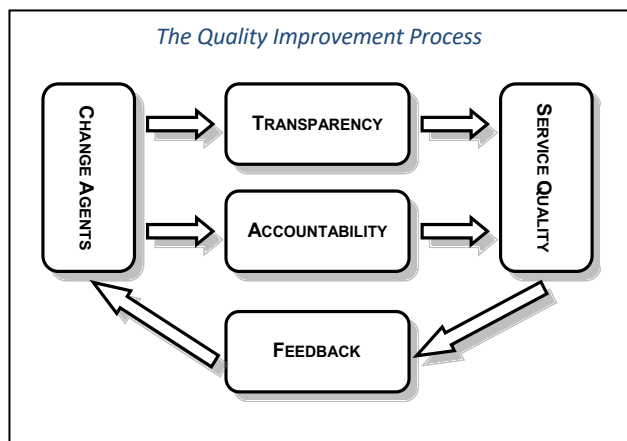 The Quality Improvement Process
CHANGE AGENTS
TRANSPARENCY
SERVICE QUALITY
ACCOUNTABILITY
FEEDBACK